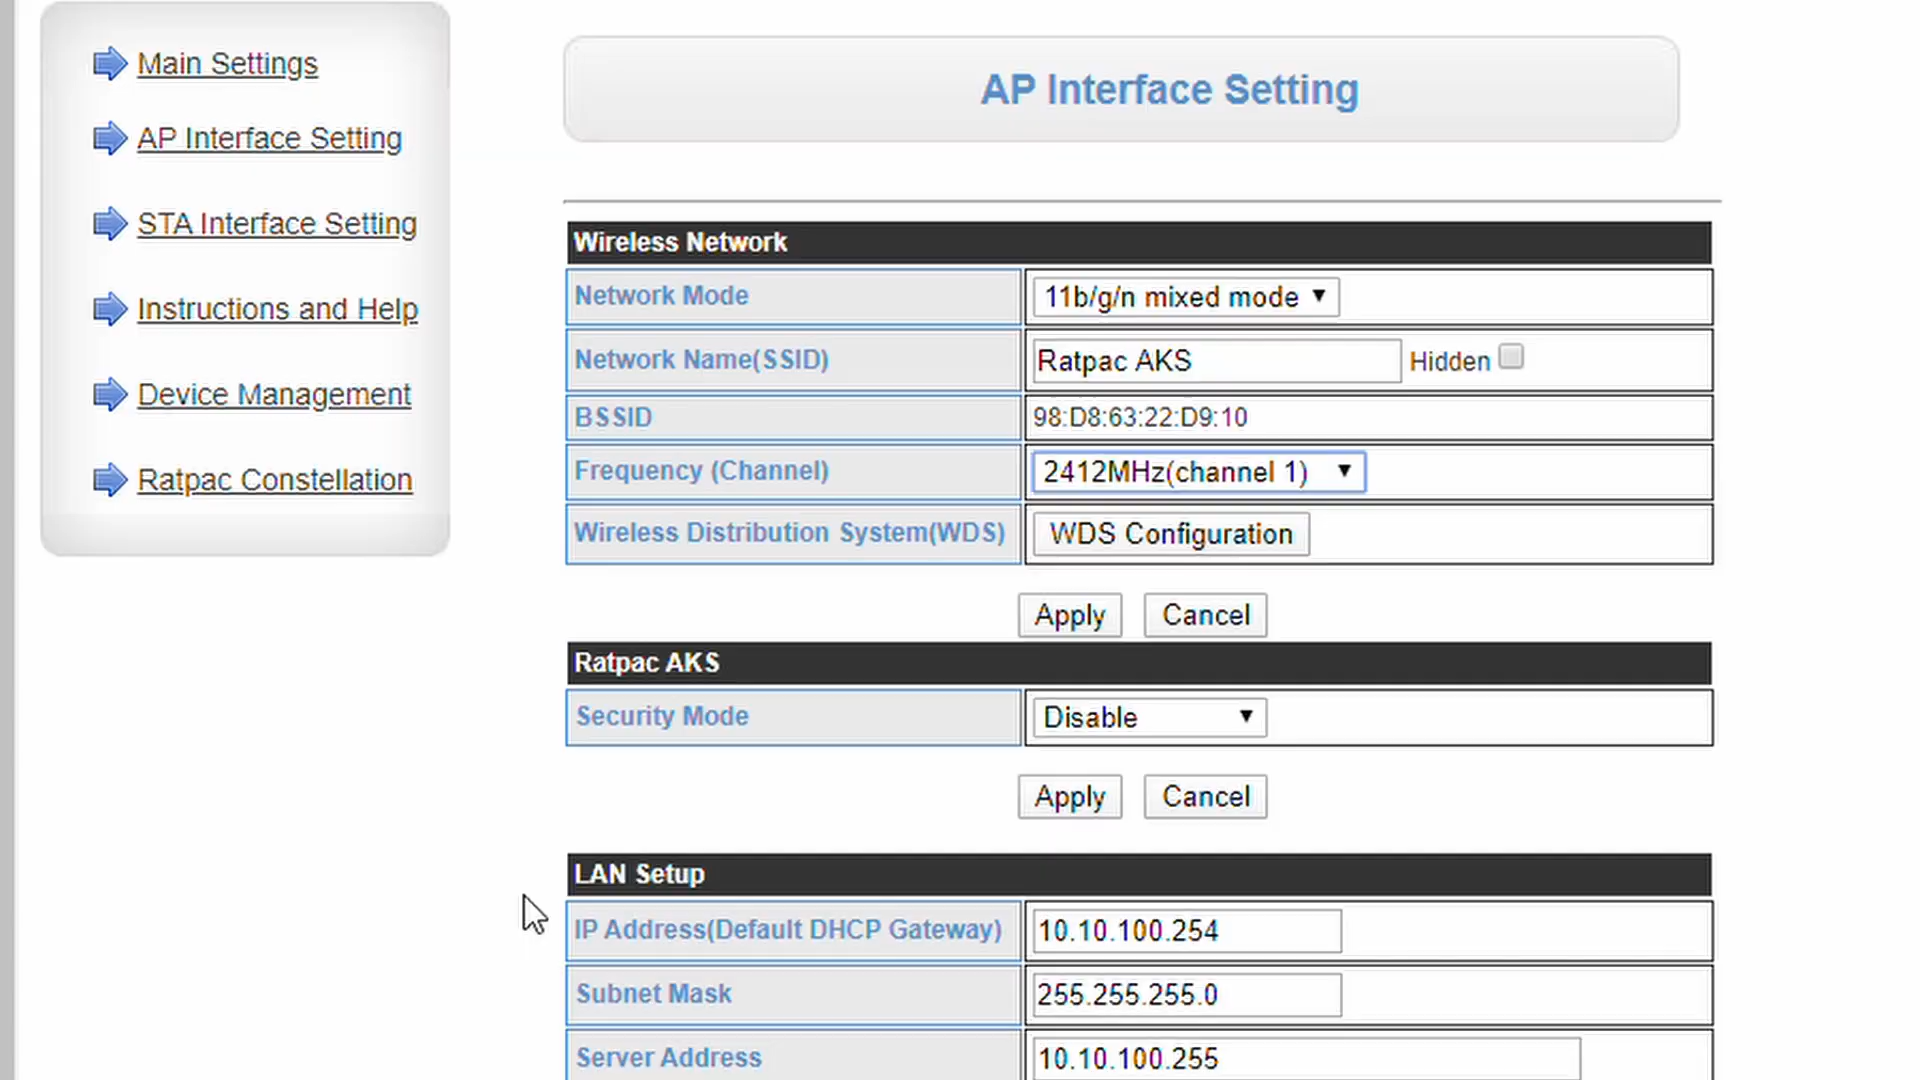 Main Settings
AP Interface Setting
STA Interface Setting
Instructions and Help
Device Management
Ratpac Constellation
AP Interface Setting
Wireless Network
Network Mode 11b/g/n mixed mode
Network Name(SSID) Ratpac AKS Hidden
BSSID 98:D8:63:22:D9:10
Frequency (Channel) 2412MHz(channel 1)
Wireless Distribution System(WDS) WDS Configuration
Apply Cancel
Ratpac AKS
Security Mode Disable
Apply Cancel
LAN Setup
IP Address(Default DHCP Gateway) 10.10.100.254
Subnet Mask 255.255.255.0
Server Address 10.10.100.255